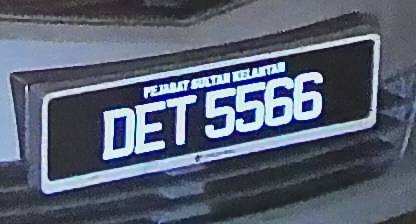 PEJABAT SULTAN KELANTAN
DET 5566